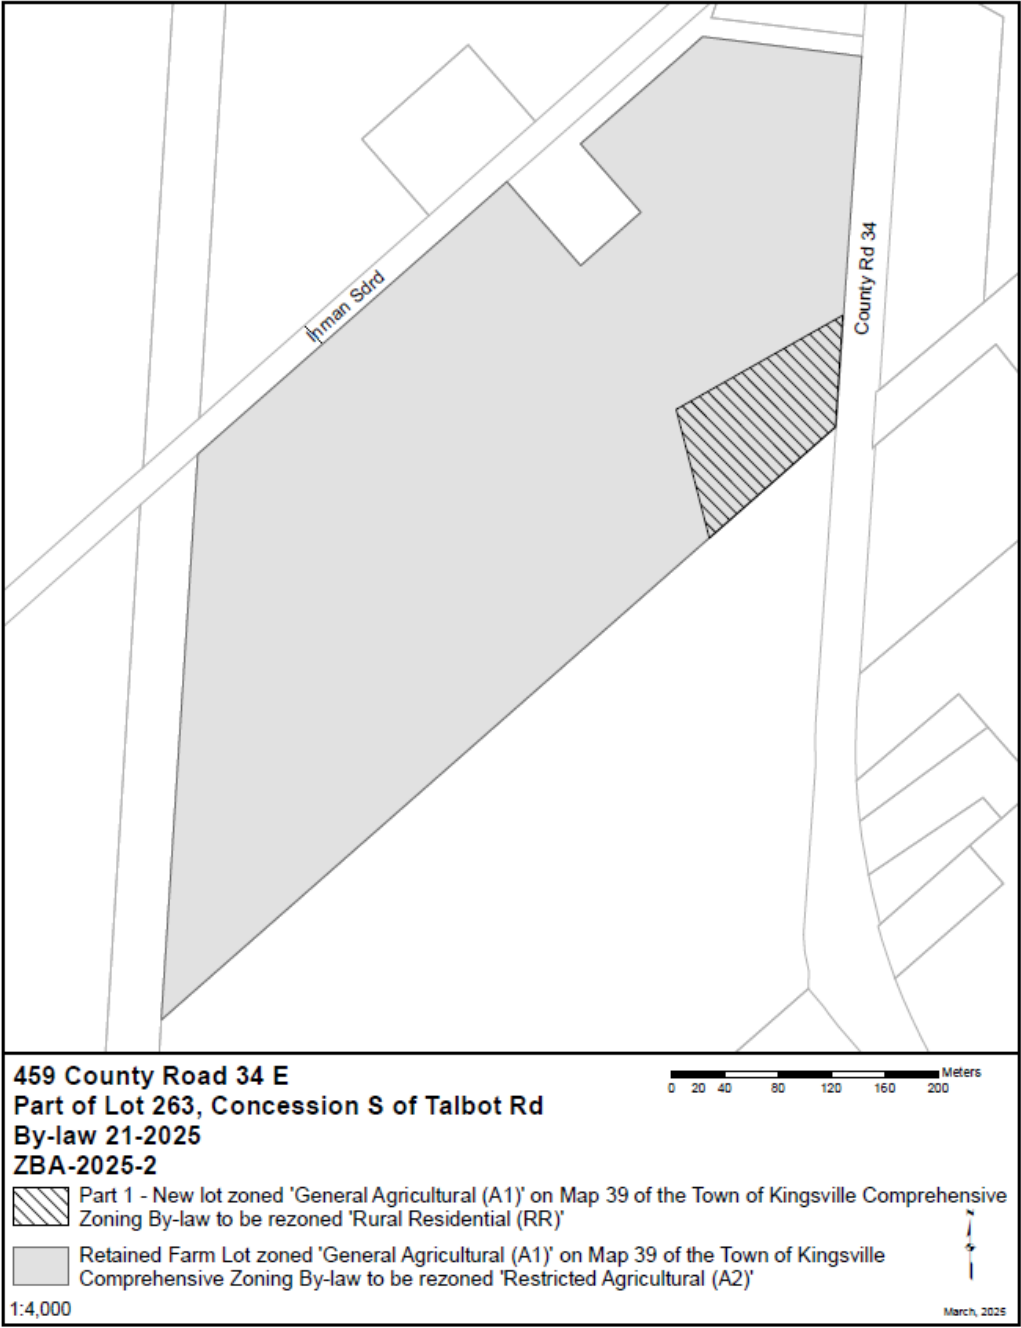 County Rd 34
Inman Sdrd
459 County Road 34 E
Part of Lot 263, Concession S of Talbot Rd
By-law 21-2025
ZBA-2025-2
Meters
0 20 40 80 120 160 200
Part 1 - New lot zoned 'General Agricultural (A1)' on Map 39 of the Town of Kingsville Comprehensive
Zoning By-law to be rezoned 'Rural Residential (RR)'
Retained Farm Lot zoned 'General Agricultural (A1)' on Map 39 of the Town of Kingsville
Comprehensive Zoning By-law to be rezoned 'Restricted Agricultural (A2)'
1:4,000
March, 2025